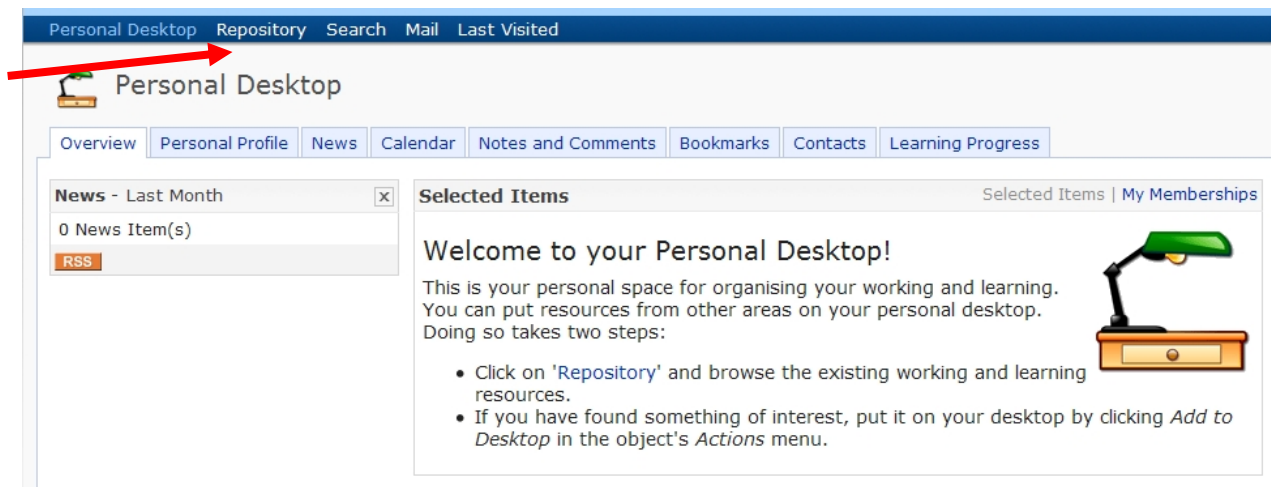 Personal Desktop Repository Search Mail Last Visited
Personal Desktop
Overview Personal Profile News Calendar Notes and Comments Bookmarks Contacts Learning Progress
News - Last Month x
0 News Item(s)
RSS
Selected Items Selected Items | My Memberships
Welcome to your Personal Desktop!
This is your personal space for organising your working and learning.
You can put resources from other areas on your personal desktop.
Doing so takes two steps:
• Click on 'Repository' and browse the existing working and learning
resources.
• If you have found something of interest, put it on your desktop by clicking Add to
Desktop in the object's Actions menu.